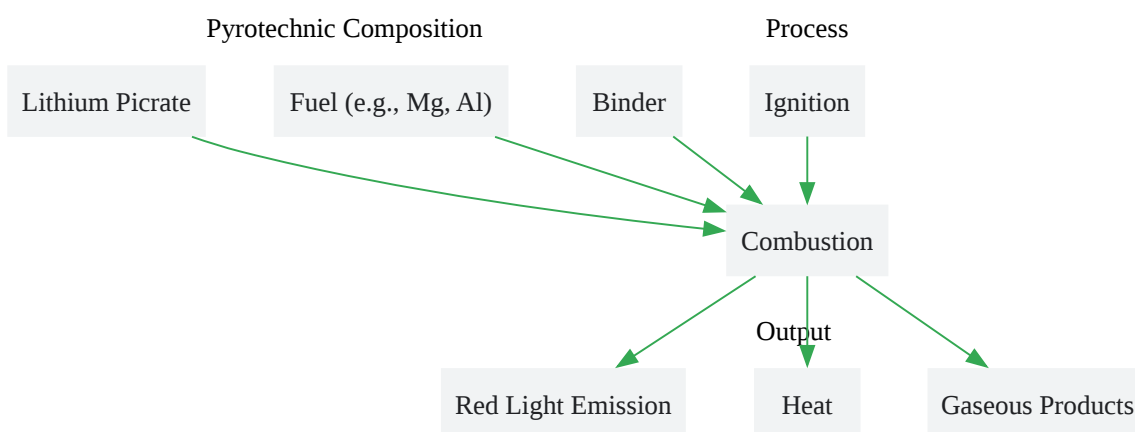 Pyrotechnic Composition
Process
Lithium Picrate
Fuel (e.g., Mg, Al)
Binder
Ignition
Combustion
Output
Red Light Emission
Heat
Gaseous Products